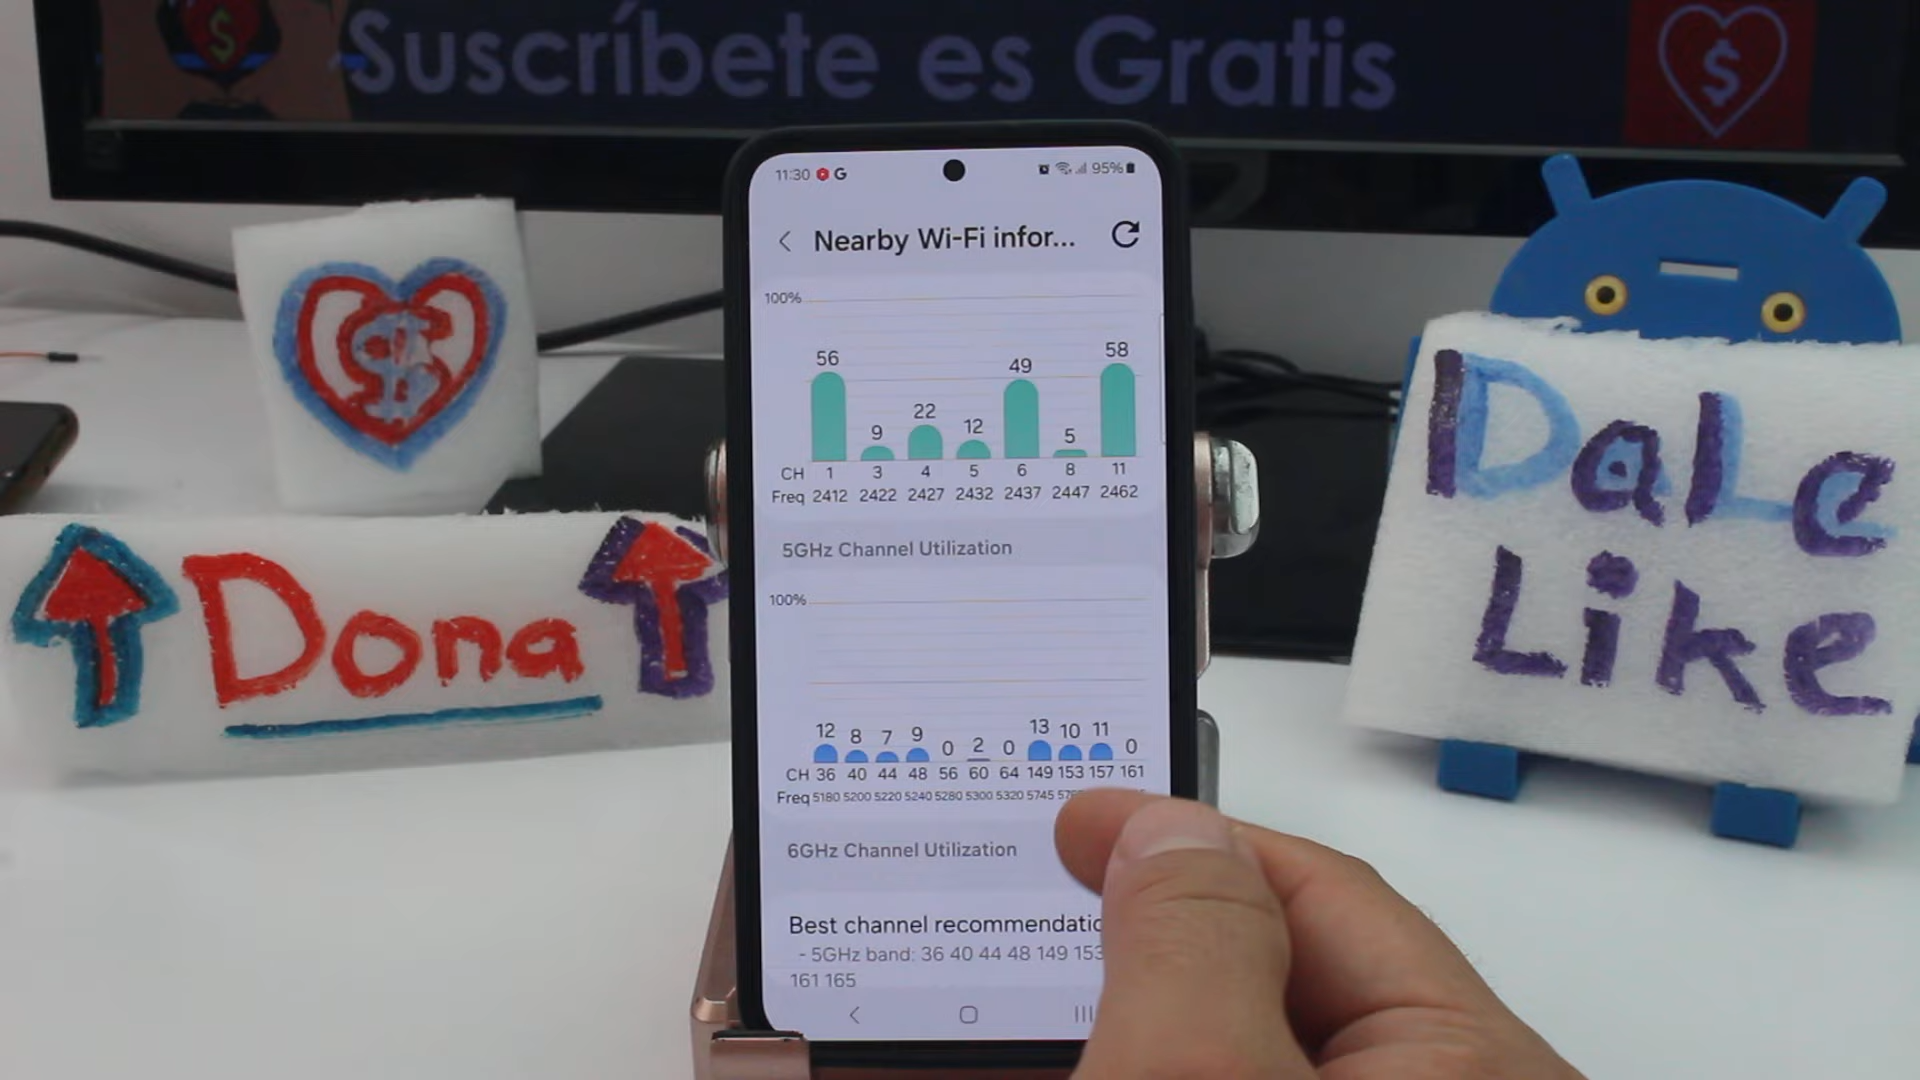 Suscríbete es Gratis
$
$
11:30 G 95%
Nearby Wi-Fi infor...
100%
56 9 22 12 49 5 58
CH 1 3 4 5 6 8 11
Freq 2412 2422 2427 2432 2437 2447 2462
5GHz Channel Utilization
100%
12 8 7 9 0 2 0 13 10 11 0
CH 36 40 44 48 56 60 64 149 153 157 161
Freq 5180 5200 5220 5240 5280 5300 5320 5745
6GHz Channel Utilization
Best channel
- 5GHz band: 36 40 44 48 149 153
161 165
$
Dona
Dale
Like